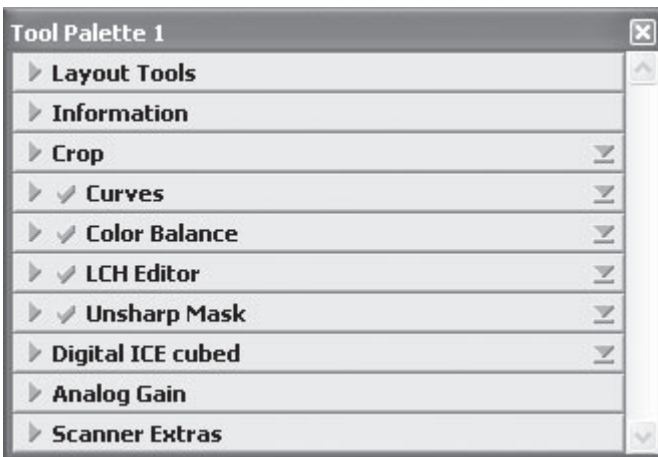 Tool Palette 1
Layout Tools
Information
Crop
Curves
Color Balance
LCH Editor
Unsharp Mask
Digital ICE cubed
Analog Gain
Scanner Extras